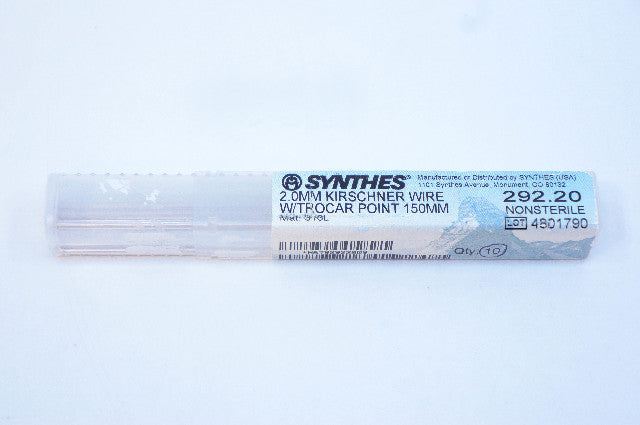 SYNTHES®
Manufactured or Distributed by SYNTHES (USA)
1101 Synthes Avenue, Monument, CO 80132
2.0MM KIRSCHNER WIRE
W/TROCAR POINT 150MM
Mat:
292.20
NONSTERILE
LOT 4801790
Qty. 10